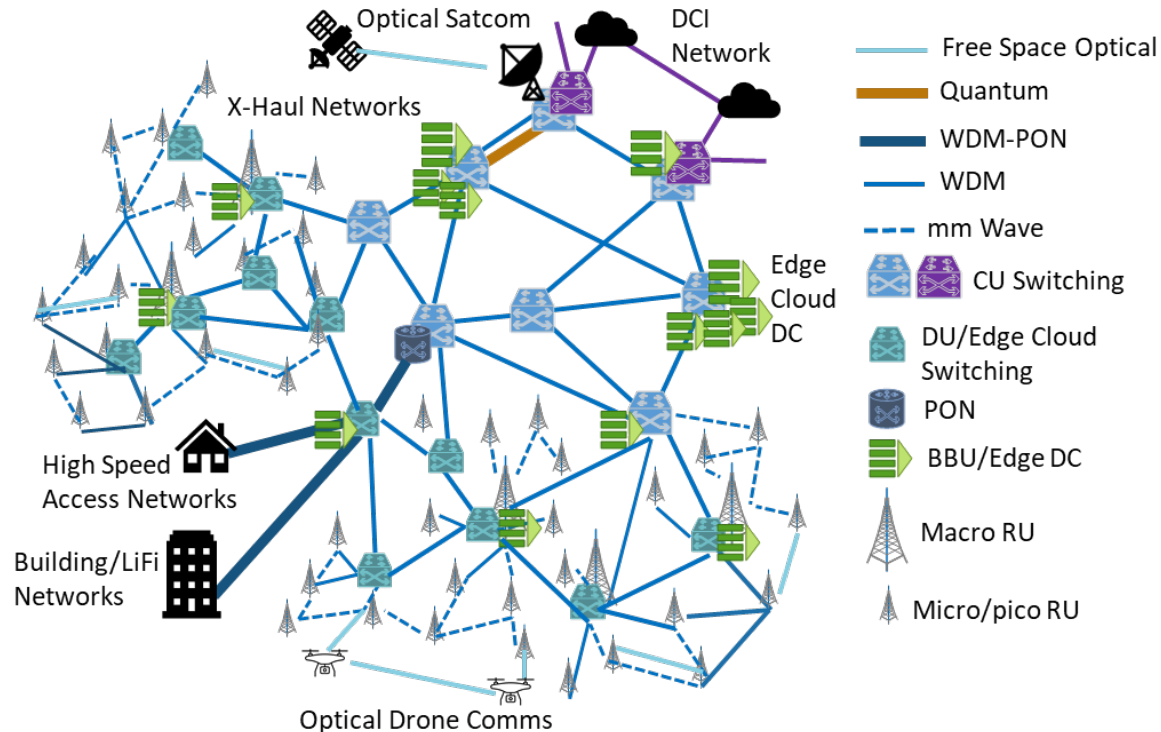 Optical Satcom
DCI
Network
X-Haul Networks
Edge
Cloud
DC
High Speed
Access Networks
Building/LiFi
Networks
Optical Drone Comms
Free Space Optical
Quantum
WDM-PON
WDM
mm Wave
CU Switching
DU/Edge Cloud
Switching
PON
BBU/Edge DC
Macro RU
Micro/pico RU